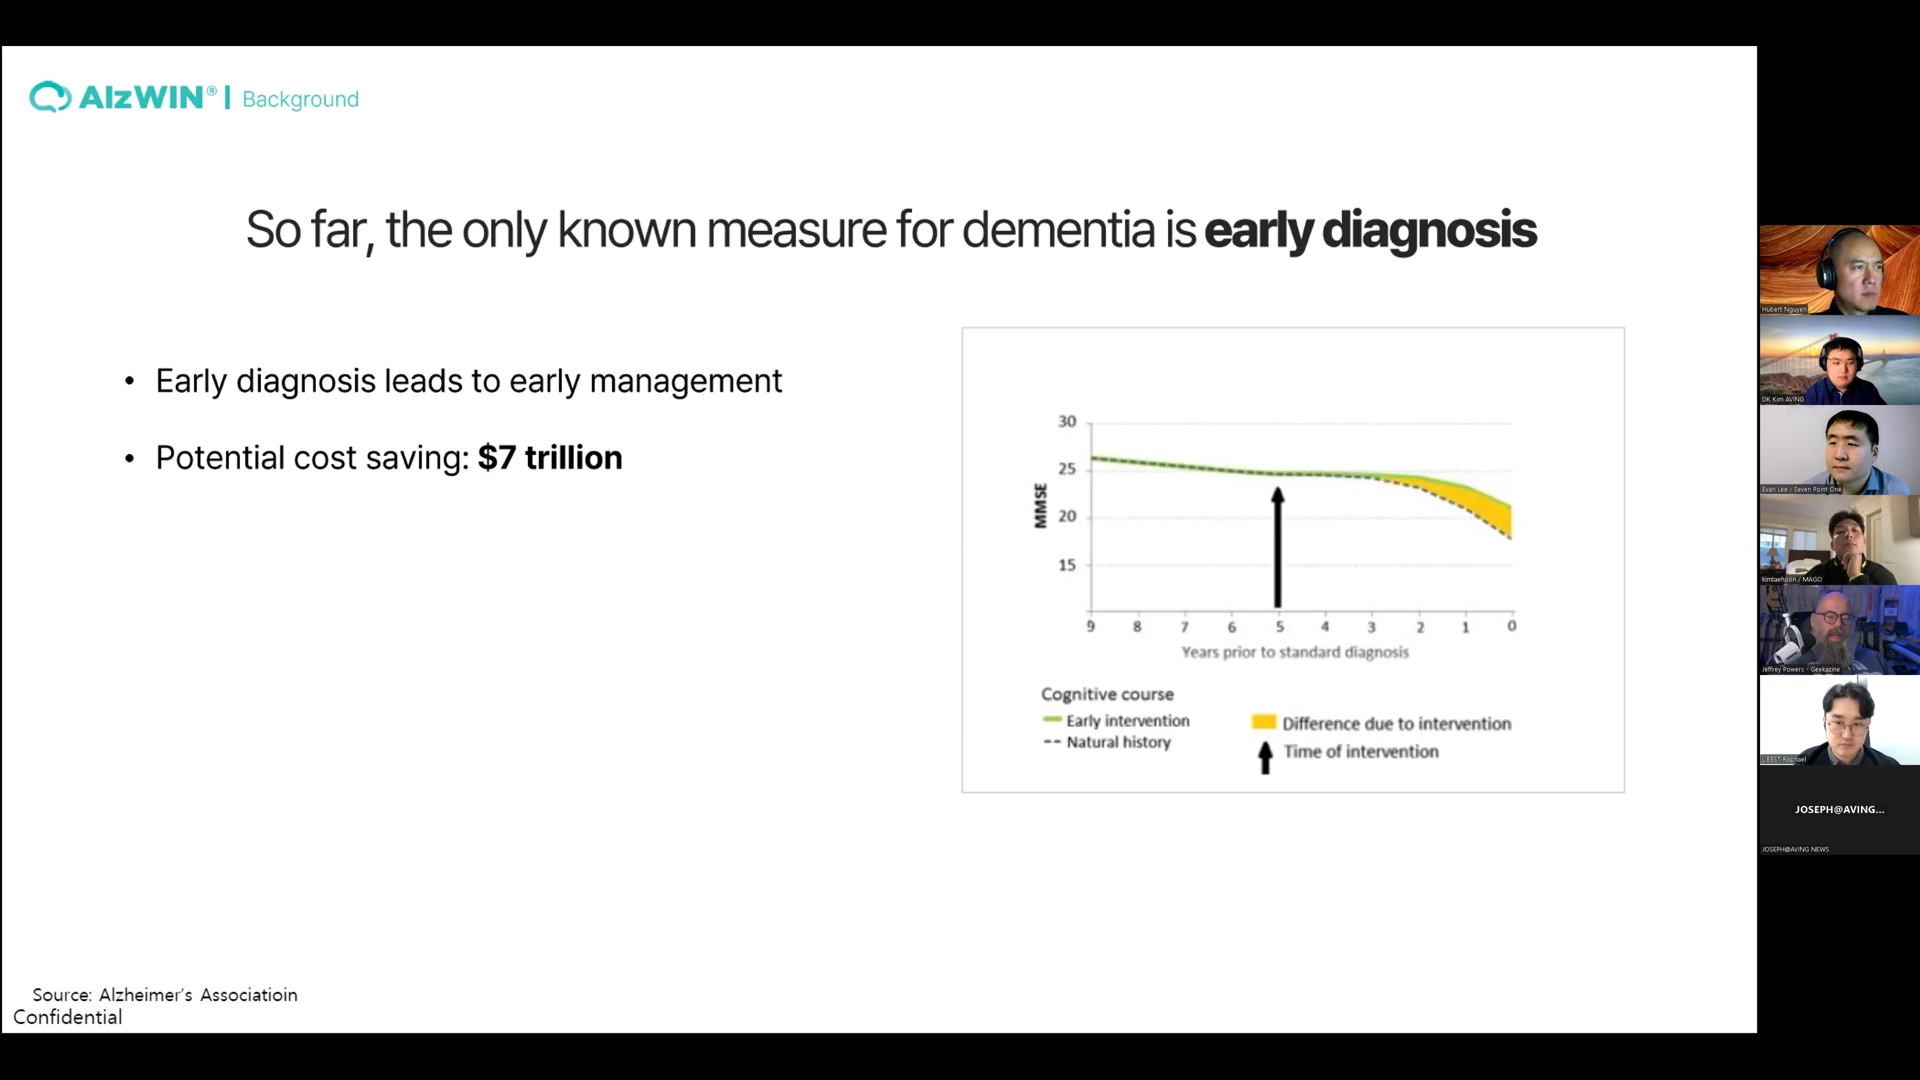 AlzWIN® | Background
So far, the only known measure for dementia is early diagnosis
• Early diagnosis leads to early management
• Potential cost saving: $7 trillion
30
25
20
15
MMSE
9 8 7 6 5 4 3 2 1 0
Years prior to standard diagnosis
Cognitive course
Early intervention
Natural history
Difference due to intervention
Time of intervention
Source: Alzheimer's Associatioin
Confidential
Hubert Nguyen
DK Kim AVING
Evan Lee / Seven Point One
kimtaehoon / MAGO
Jeffrey Powers - Geekazine
Raphael
JOSEPH@AVING...
JOSEPH@AVING NEWS